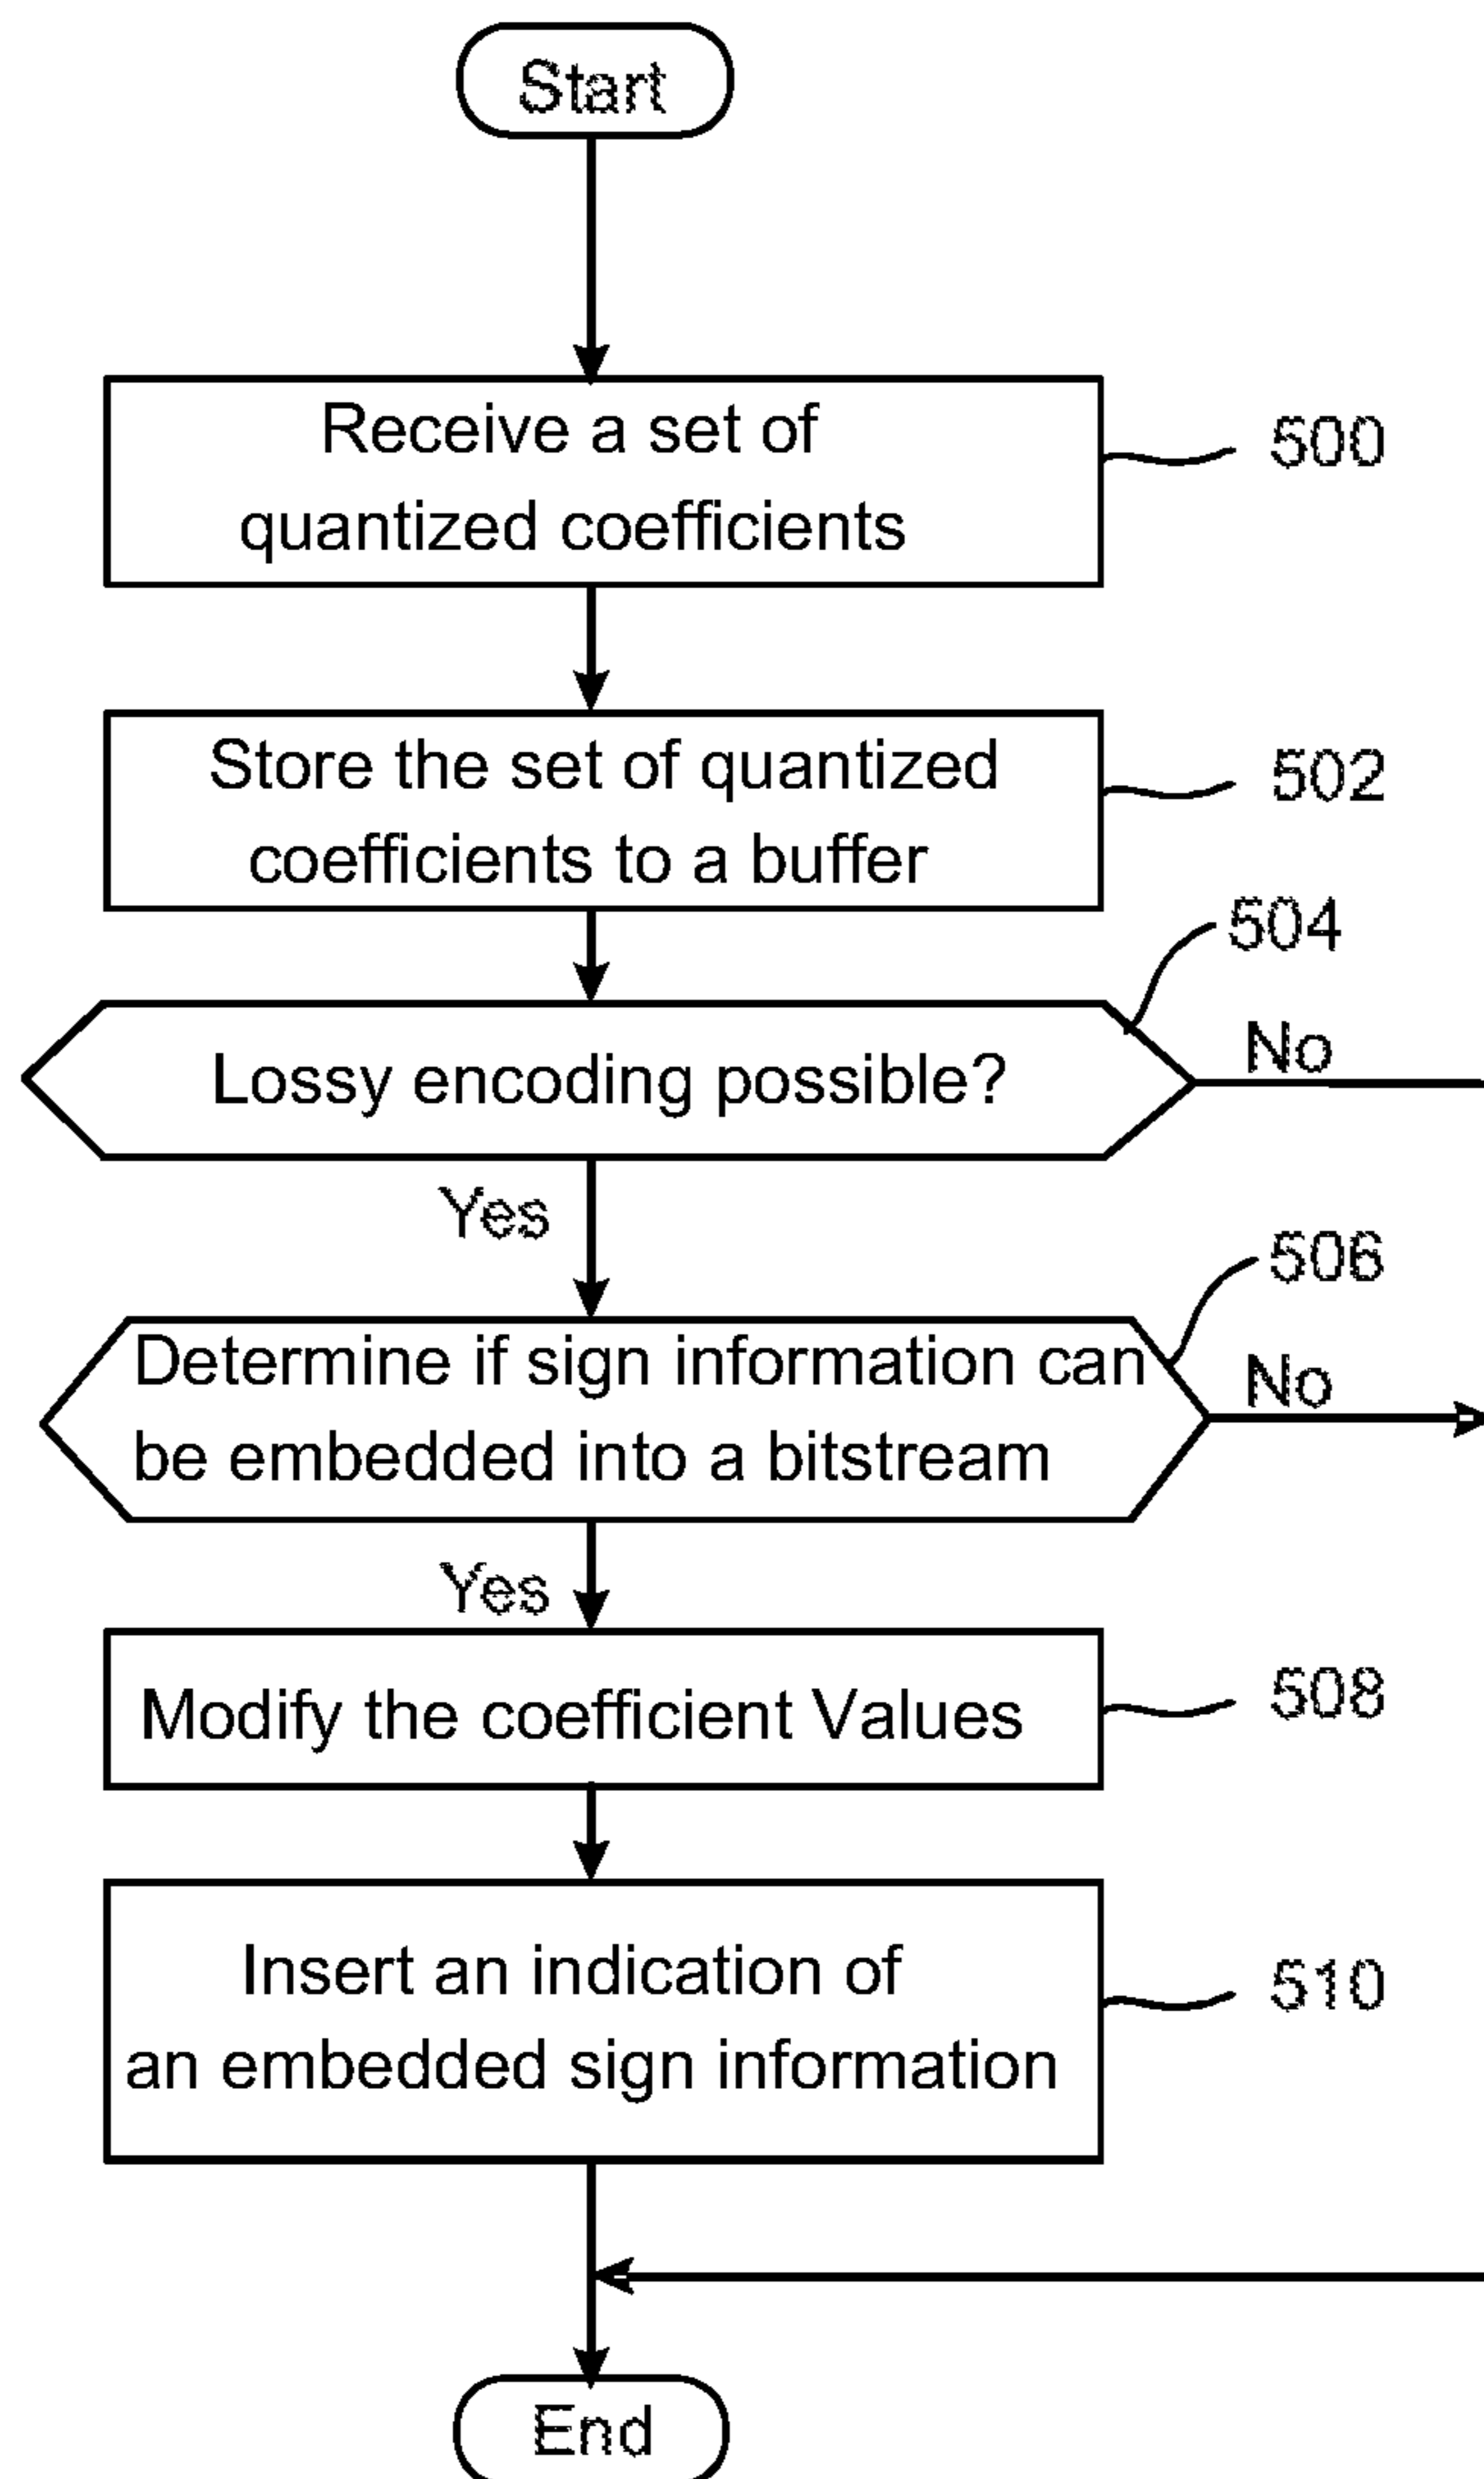 Start
Receive a set of
quantized coefficients
500
Store the set of quantized
coefficients to a buffer
502
504
Lossy encoding possible?
No
Yes
506
Determine if sign information can
be embedded into a bitstream
No
Yes
Modify the coefficient Values
508
Insert an indication of
an embedded sign information
510
End